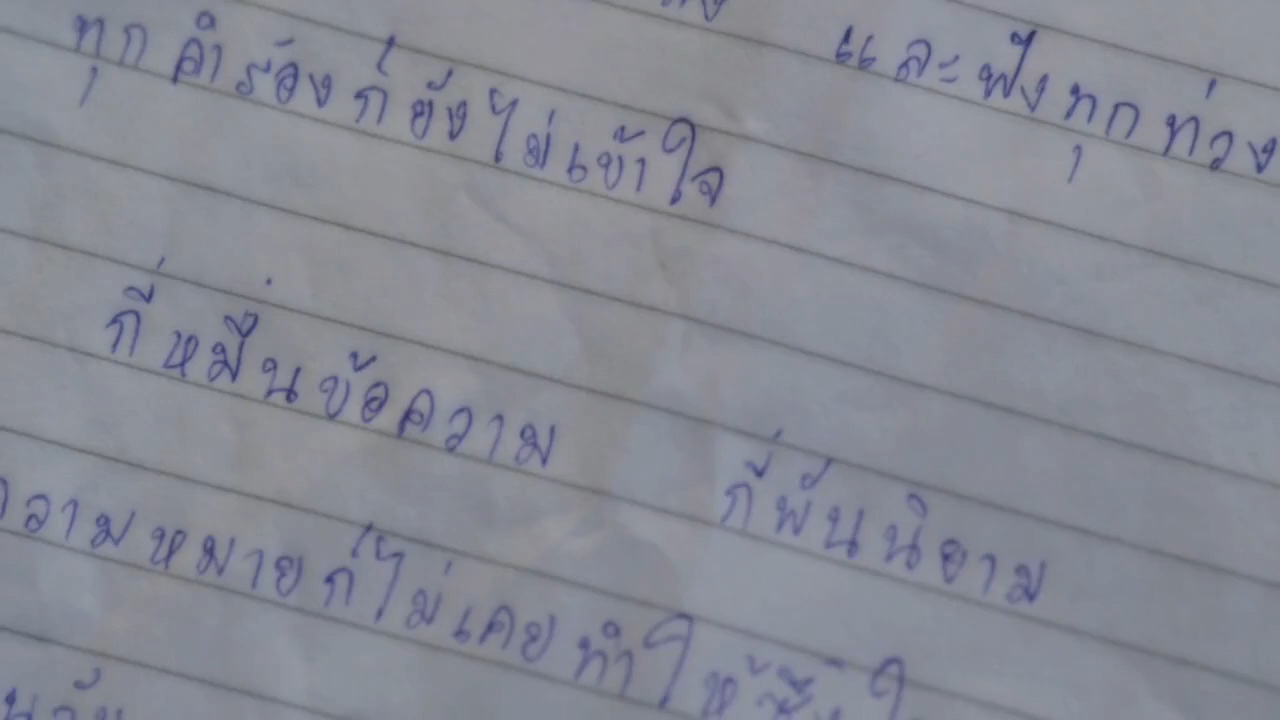 และฟังทุกท่วง
ทุกคำร้องก็ยังไม่เข้าใจ
กี่หมื่นข้อความ
กี่พันนิยาม
ความหมายก็ไม่เคยทำให้